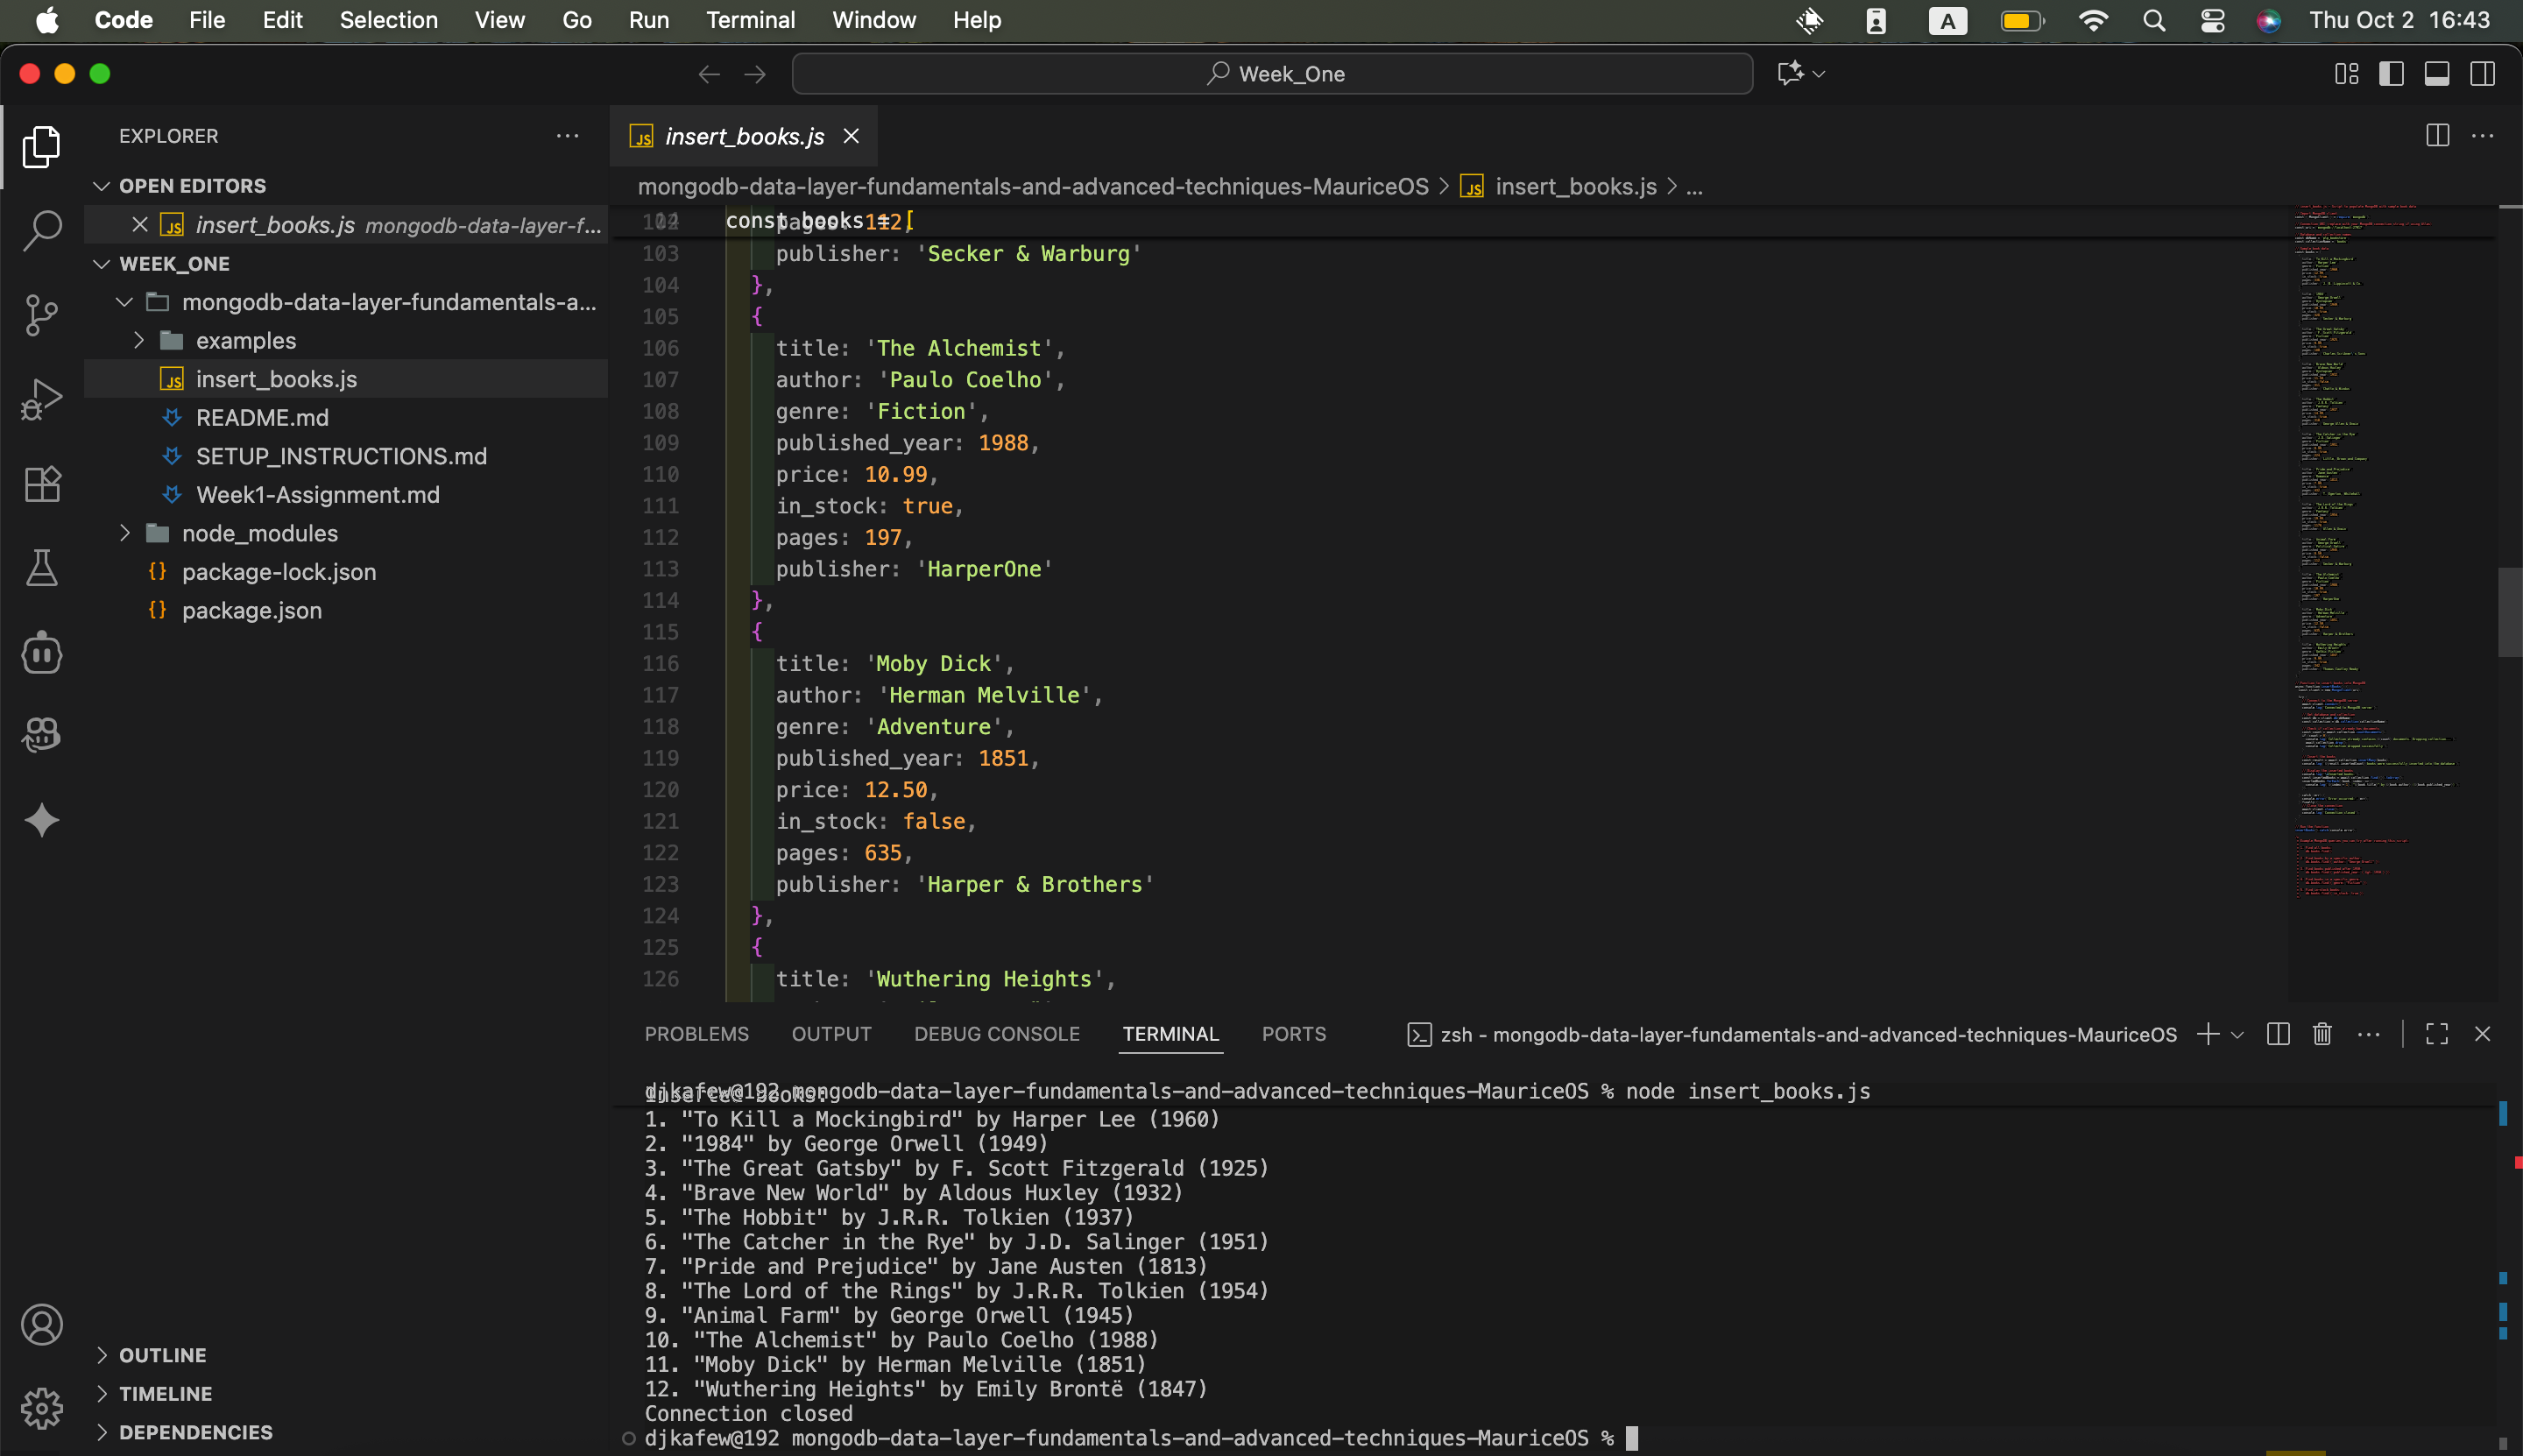 Code File Edit Selection View Go Run Terminal Window Help A Thu Oct 2 16:43
Week_One
EXPLORER
OPEN EDITORS
insert_books.js mongodb-data-layer-f...
WEEK_ONE
mongodb-data-layer-fundamentals-a...
examples
JS insert_books.js
README.md
SETUP_INSTRUCTIONS.md
Week1-Assignment.md
node_modules
{} package-lock.json
{} package.json
OUTLINE
TIMELINE
DEPENDENCIES
JS insert_books.js
mongodb-data-layer-fundamentals-and-advanced-techniques-MauriceOS > JS insert_books.js > ...
const books = [
pages: 112,
103 publisher: 'Secker & Warburg'
104 },
105 {
106 title: 'The Alchemist',
107 author: 'Paulo Coelho',
108 genre: 'Fiction',
109 published_year: 1988,
110 price: 10.99,
111 in_stock: true,
112 pages: 197,
113 publisher: 'HarperOne'
114 },
115 {
116 title: 'Moby Dick',
117 author: 'Herman Melville',
118 genre: 'Adventure',
119 published_year: 1851,
120 price: 12.50,
121 in_stock: false,
122 pages: 635,
123 publisher: 'Harper & Brothers'
124 },
125 {
126 title: 'Wuthering Heights',
PROBLEMS OUTPUT DEBUG CONSOLE TERMINAL PORTS zsh - mongodb-data-layer-fundamentals-and-advanced-techniques-MauriceOS
djkafew@192 mongodb-data-layer-fundamentals-and-advanced-techniques-MauriceOS % node insert_books.js
Inserted books:
1. "To Kill a Mockingbird" by Harper Lee (1960)
2. "1984" by George Orwell (1949)
3. "The Great Gatsby" by F. Scott Fitzgerald (1925)
4. "Brave New World" by Aldous Huxley (1932)
5. "The Hobbit" by J.R.R. Tolkien (1937)
6. "The Catcher in the Rye" by J.D. Salinger (1951)
7. "Pride and Prejudice" by Jane Austen (1813)
8. "The Lord of the Rings" by J.R.R. Tolkien (1954)
9. "Animal Farm" by George Orwell (1945)
10. "The Alchemist" by Paulo Coelho (1988)
11. "Moby Dick" by Herman Melville (1851)
12. "Wuthering Heights" by Emily Brontë (1847)
Connection closed
djkafew@192 mongodb-data-layer-fundamentals-and-advanced-techniques-MauriceOS %